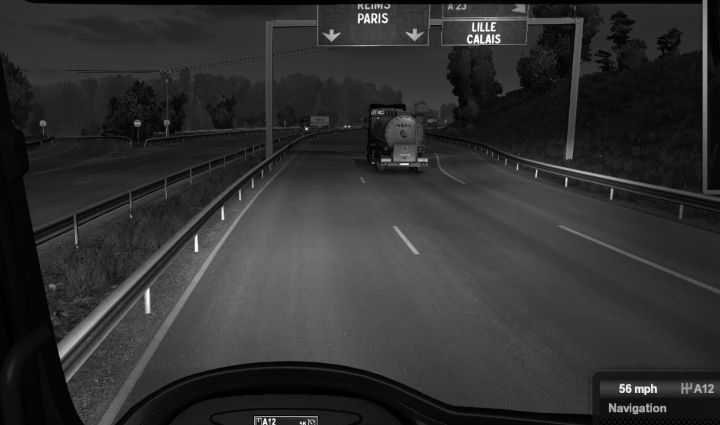 REIMS
PARIS
A 23
LILLE
CALAIS
56 mph
A12
Navigation
A12